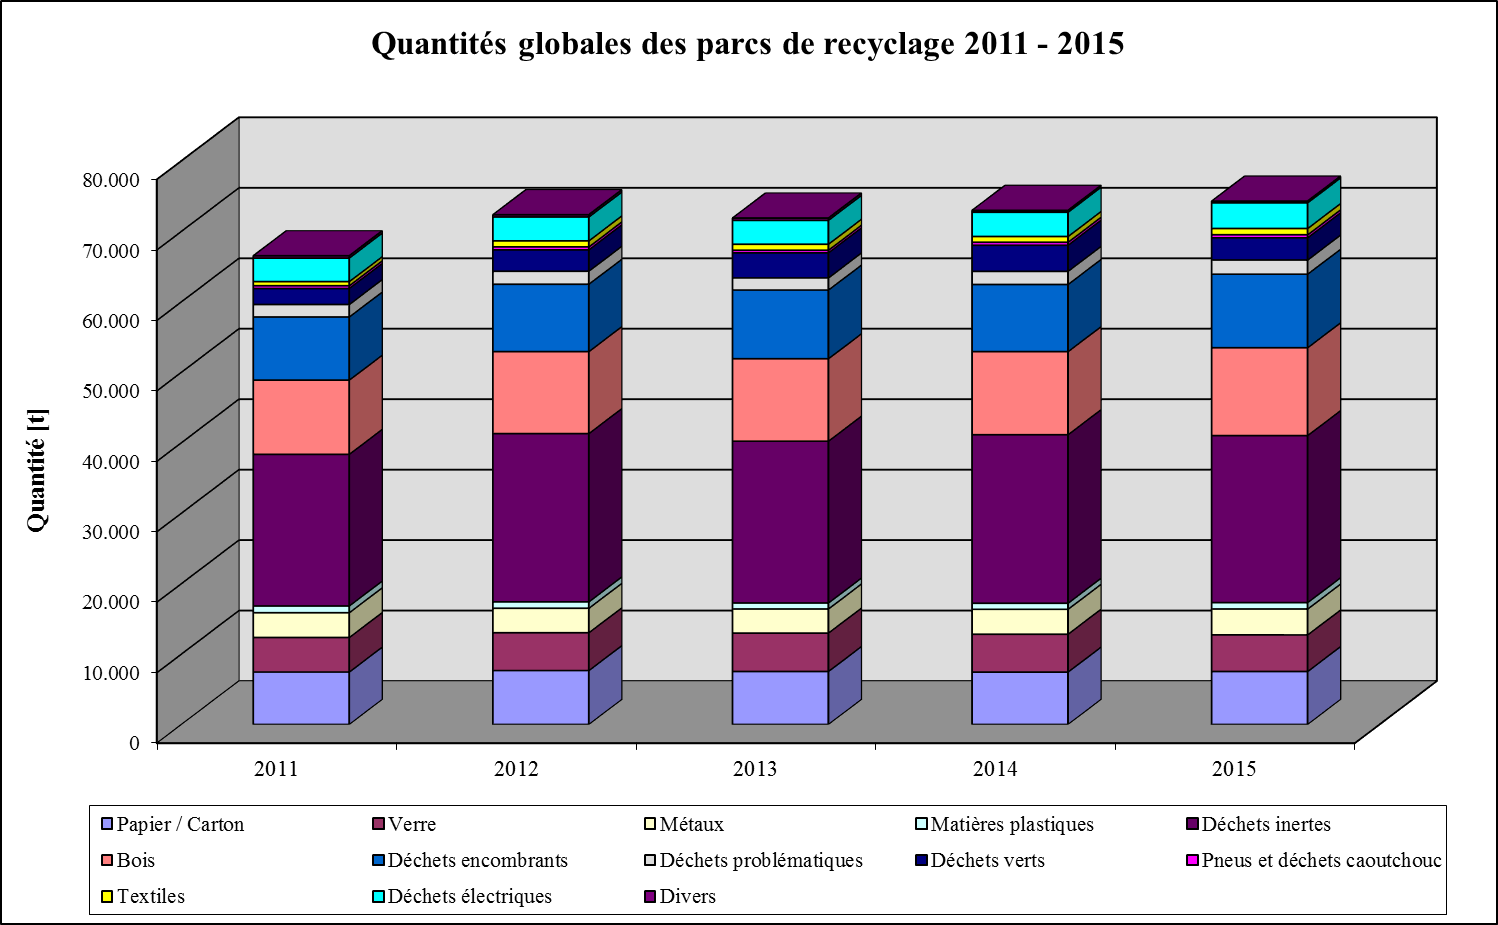 Quantités globales des parcs de recyclage 2011 - 2015
Quantité [t]
80.000
70.000
60.000
50.000
40.000
30.000
20.000
10.000
0
2011 2012 2013 2014 2015
Papier / Carton Verre Métaux Matières plastiques Déchets inertes
Bois Déchets encombrants Déchets problématiques Déchets verts Pneus et déchets caoutchouc
Textiles Déchets électriques Divers